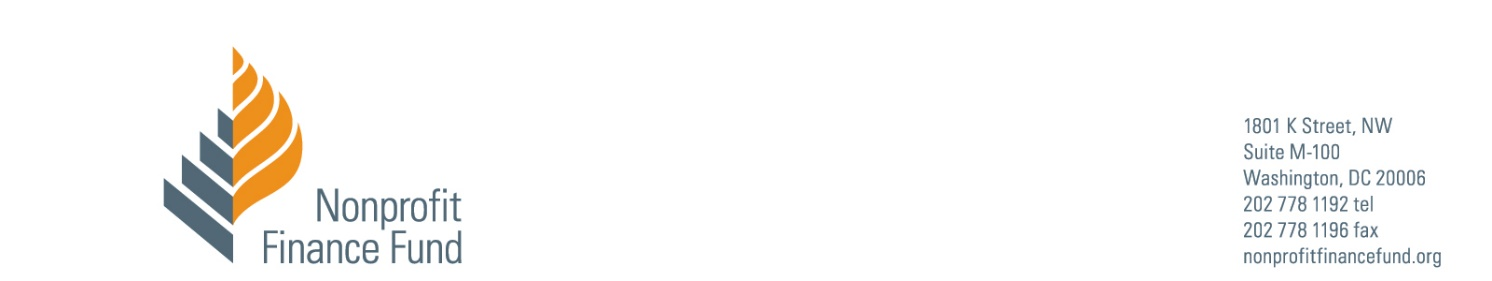 Nonprofit
Finance Fund
1801 K Street, NW
Suite M-100
Washington, DC 20006
202 778 1192 tel
202 778 1196 fax
nonprofitfinancefund.org